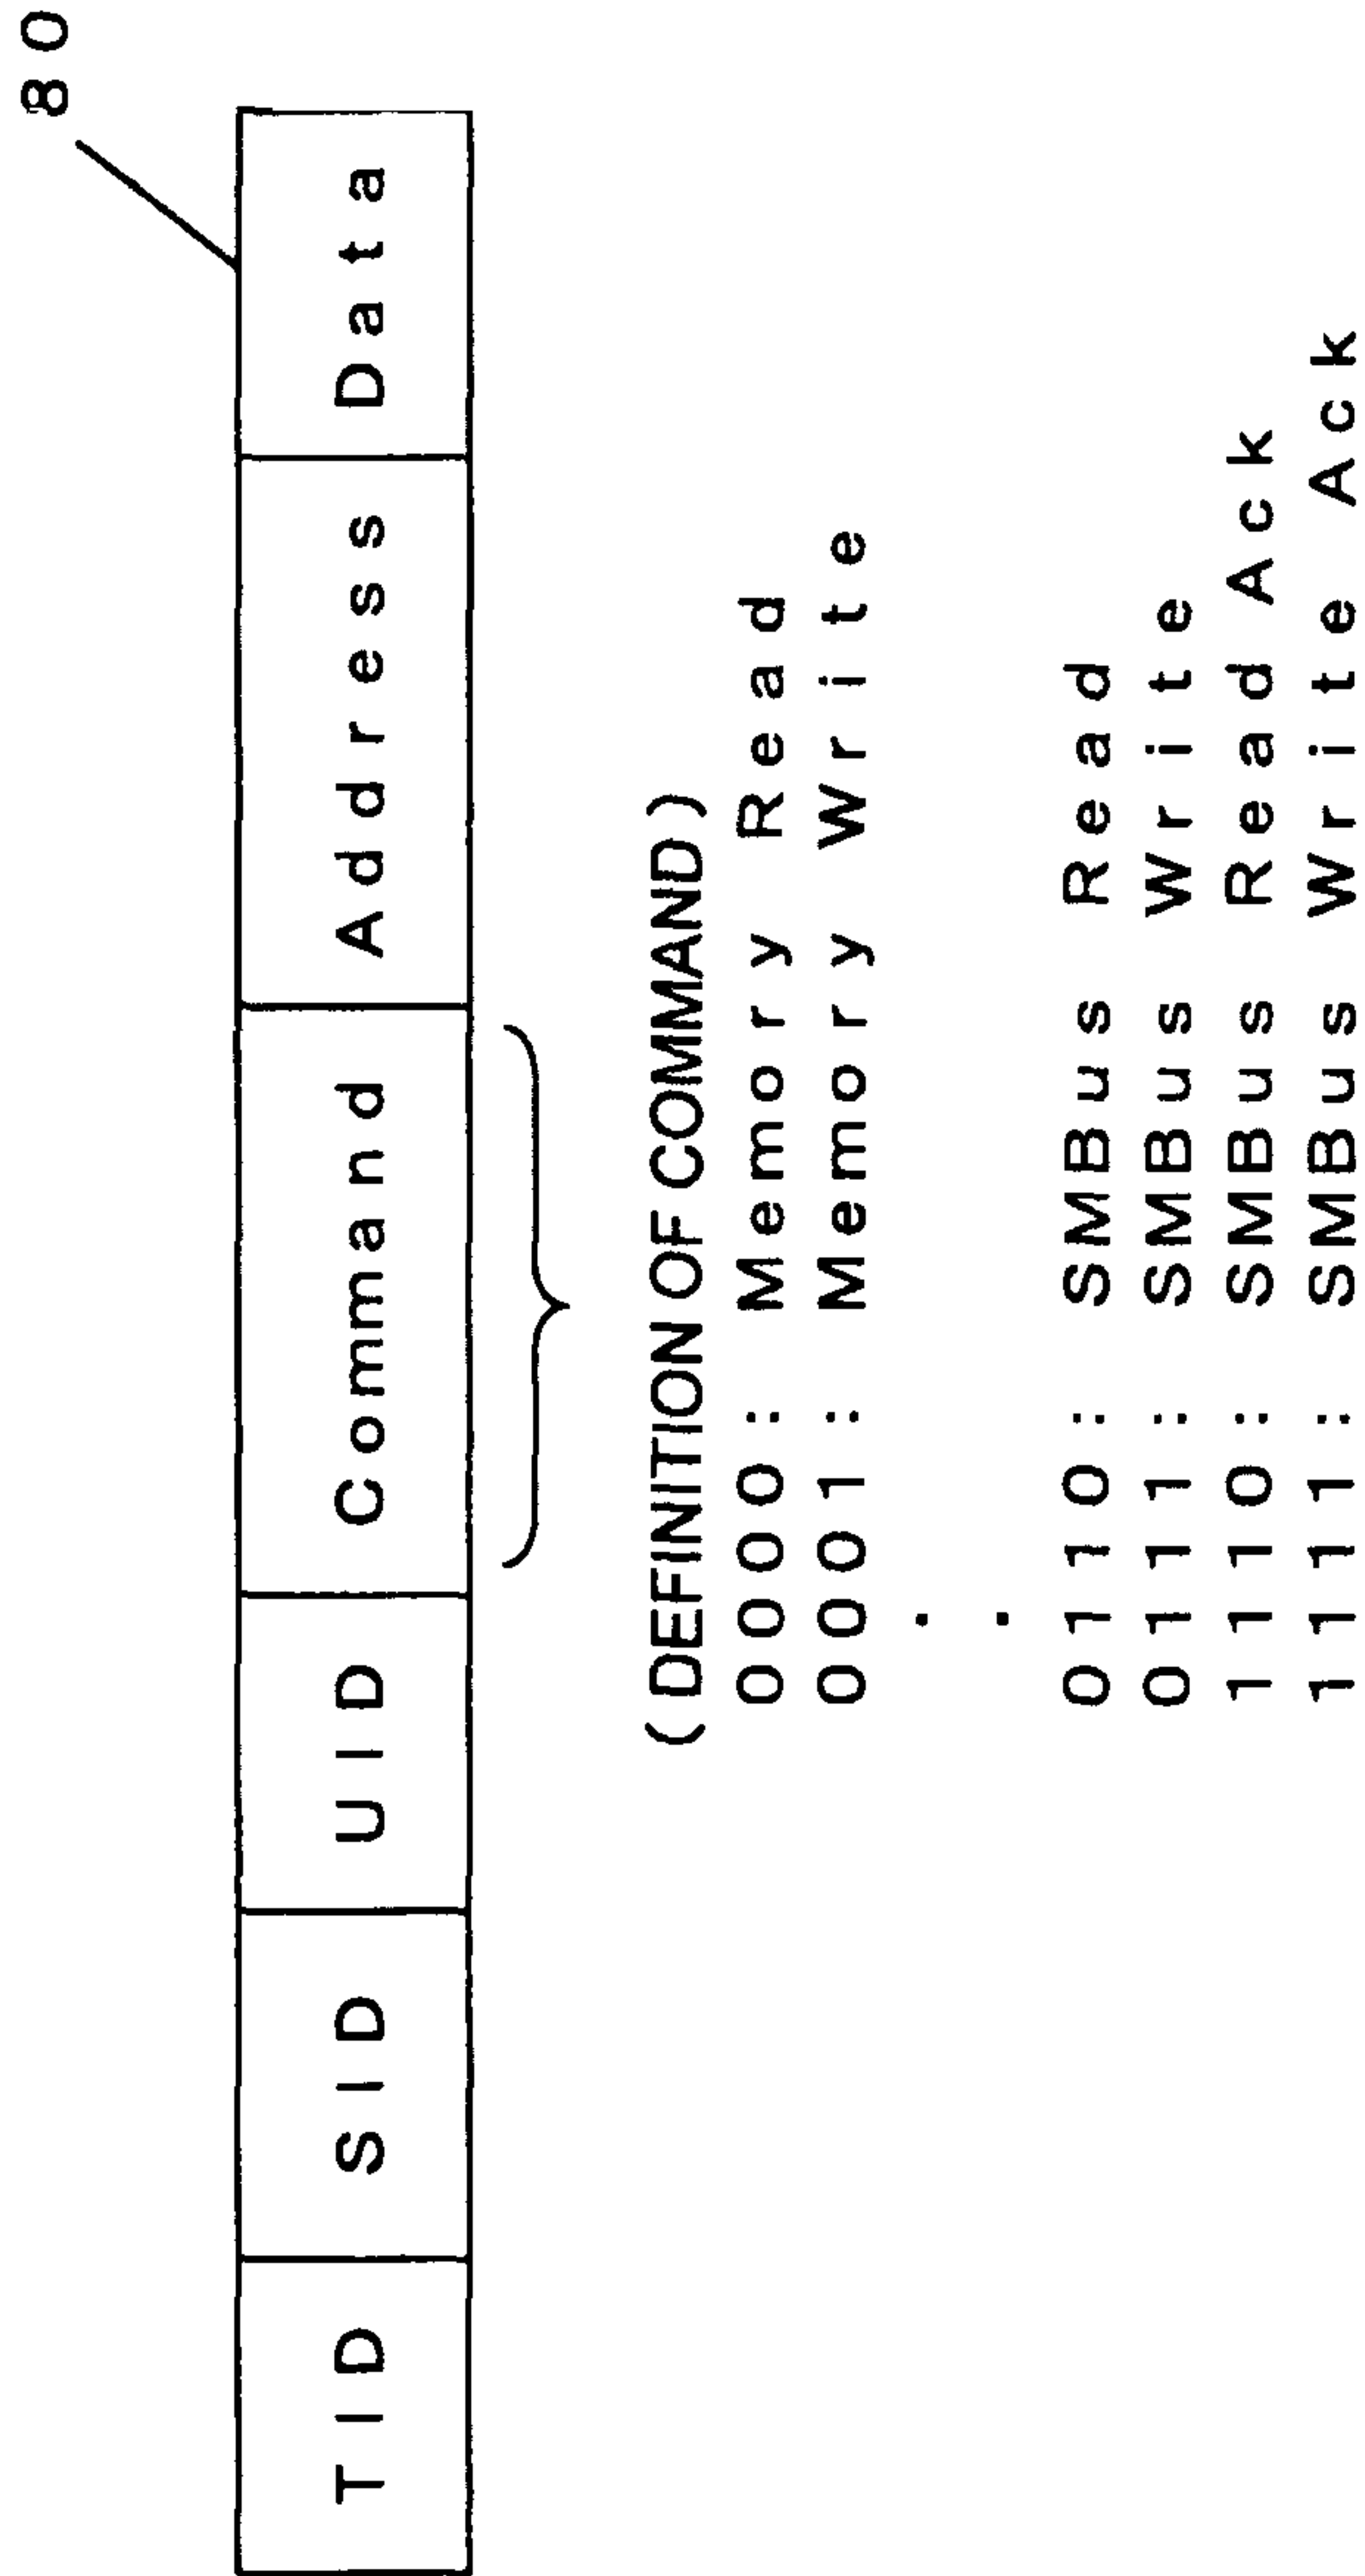 80
TID SID UID Command Address Data
(DEFINITION OF COMMAND)
0000: Memory Read
0001: Memory Write
.
.
0110: SMBus Read
0111: SMBus Write
1110: SMBus Read Ack
1111: SMBus Write Ack